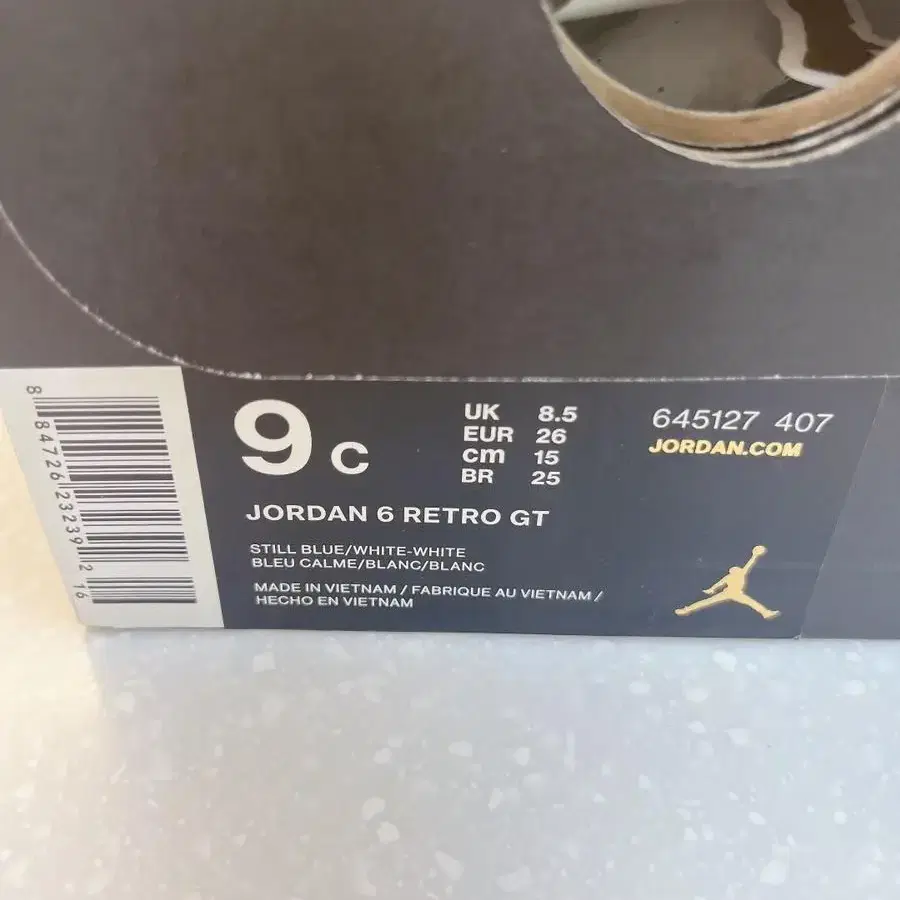 8 84726 23239 2 16
9 C
UK 8.5
EUR 26
cm 15
BR 25
645127 407
JORDAN.COM
JORDAN 6 RETRO GT
STILL BLUE/WHITE-WHITE
BLEU CALME/BLANC/BLANC
MADE IN VIETNAM / FABRIQUE AU VIETNAM /
HECHO EN VIETNAM